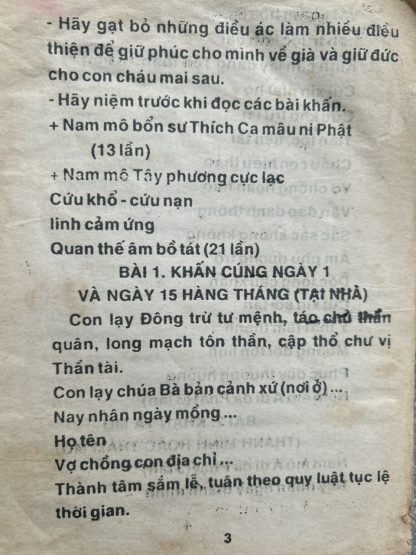 - Hãy gạt bỏ những điều ác làm nhiều điều
thiện để giữ phúc cho mình về già và giữ đức
cho con cháu mai sau.
- Hãy niệm trước khi đọc các bài khấn.
+ Nam mô bổn sư Thích Ca mâu ni Phật
(13 lần)
+ Nam mô Tây phương cực lạc
Cứu khổ - cứu nạn
linh cảm ứng
Quan thế âm bồ tát (21 lần)
BÀI 1. KHẤN CÚNG NGÀY 1
VÀ NGÀY 15 HÀNG THÁNG (TẠI NHÀ)
Con lạy Đông trừ tư mệnh, táo chủ thần
quân, long mạch tốn thần, cập thổ chư vị
Thần tài.
Con lạy chúa Bà bản cảnh xứ (nơi ở) ...
Nay nhân ngày mồng ...
Họ tên
Vợ chồng con địa chỉ ...
Thành tâm sắm lễ, tuân theo quy luật tục lệ
thời gian.
3